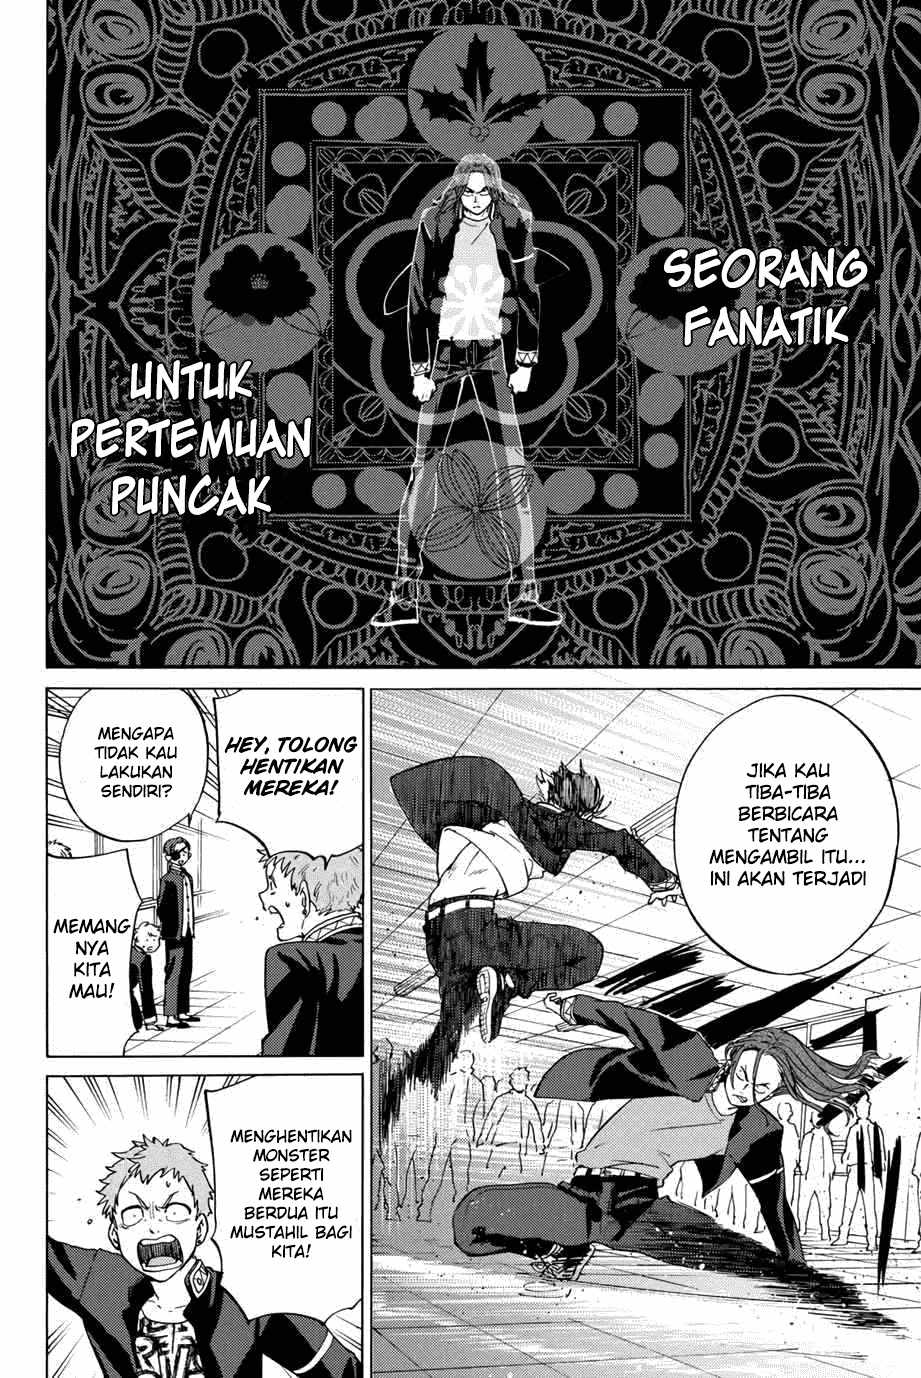 SEORANG
FANATIK
UNTUK
PERTEMUAN
PUNCAK
JIKA KAU
TIBA-TIBA
BERBICARA
TENTANG
MENGAMBIL ITU...
INI AKAN TERJADI
HEY, TOLONG
HENTIKAN
MEREKA!
MENGAPA
TIDAK KAU
LAKUKAN
SENDIRI?
MEMANG
NYA KITA
MAU!
MENGHENTIKAN
MONSTER
SEPERTI
MEREKA
BERDUA ITU
MUSTAHIL BAGI
KITA!